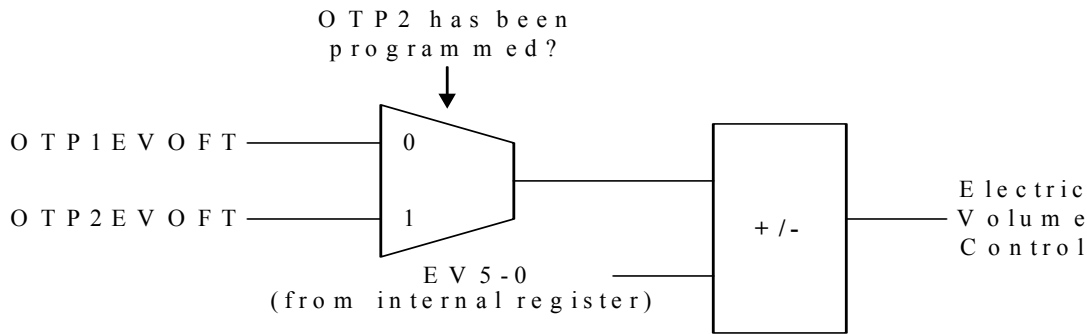 OTP2 has been
programmed?
OTP1EVOFT
0
OTP2EVOFT
1
EV5-0
(from internal register)
+/-
Electric
Volume
Control